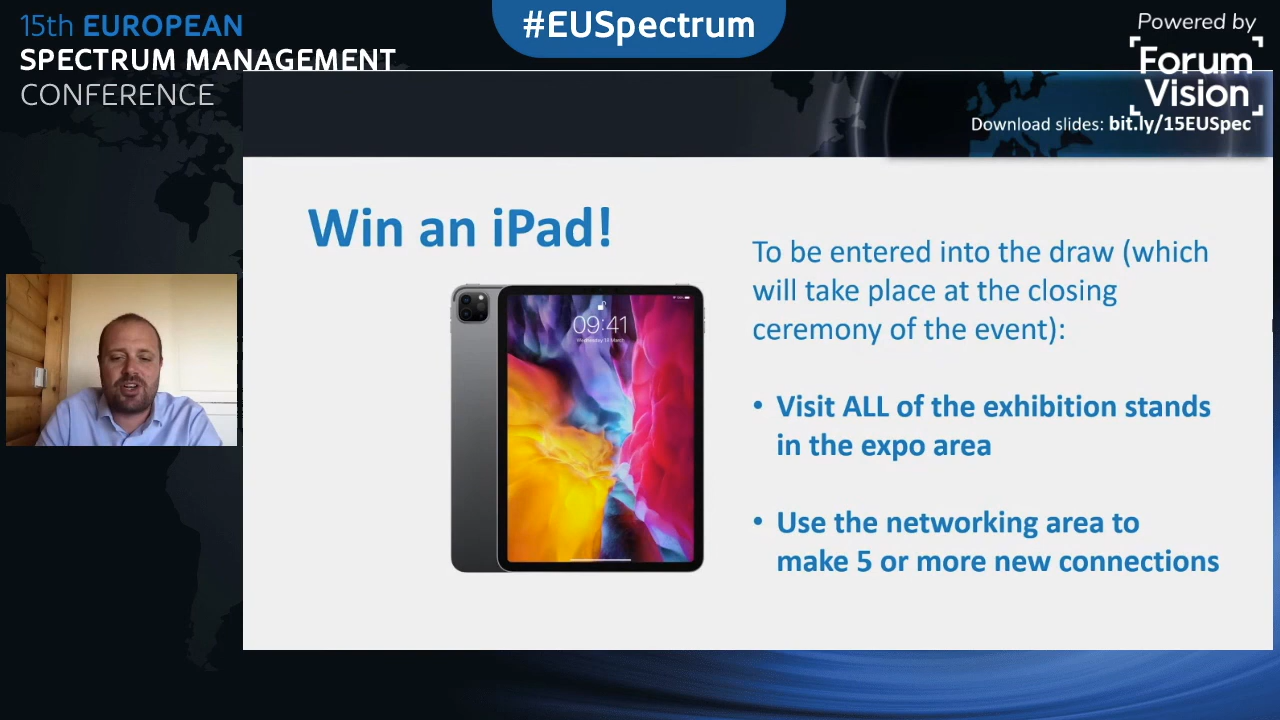 15th EUROPEAN
SPECTRUM MANAGEMENT
CONFERENCE
#EUSpectrum
Powered by
Forum
Vision
Download slides: bit.ly/15EUSpec
Win an iPad!
09:41
To be entered into the draw (which
will take place at the closing
ceremony of the event):
• Visit ALL of the exhibition stands
in the expo area
• Use the networking area to
make 5 or more new connections